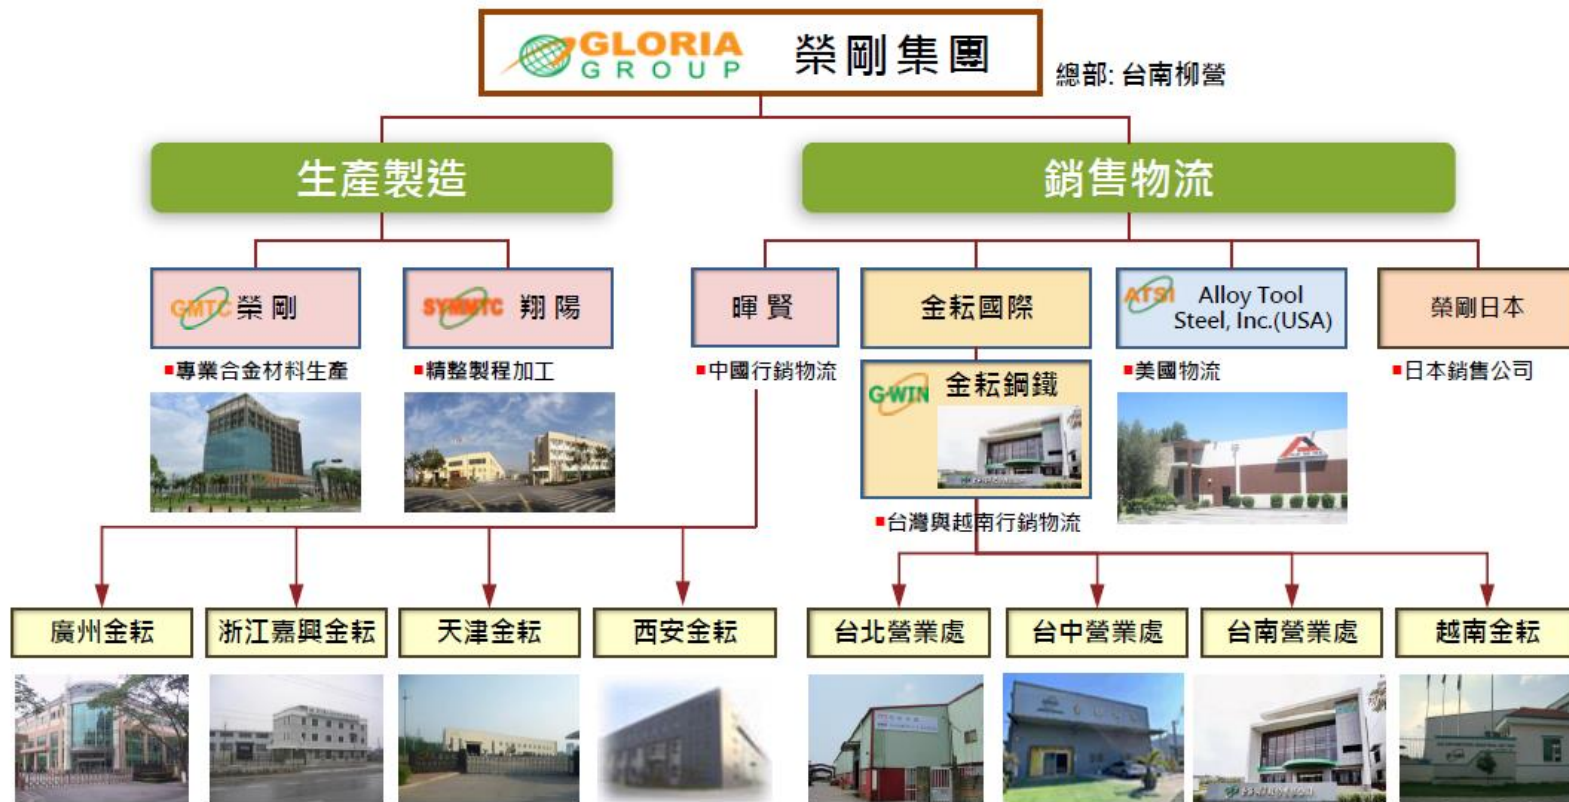 GLORIA
GROUP
榮剛集團
總部: 台南柳營
生產製造
銷售物流
GMTC 榮剛
SYMMTC 翔陽
暉賢
金耘國際
ATSI Alloy Tool
Steel, Inc.(USA)
榮剛日本
專業合金材料生產
精整製程加工
中國行銷物流
G-WIN 金耘鋼鐵
美國物流
日本銷售公司
台灣與越南行銷物流
廣州金耘
浙江嘉興金耘
天津金耘
西安金耘
台北營業處
台中營業處
台南營業處
越南金耘